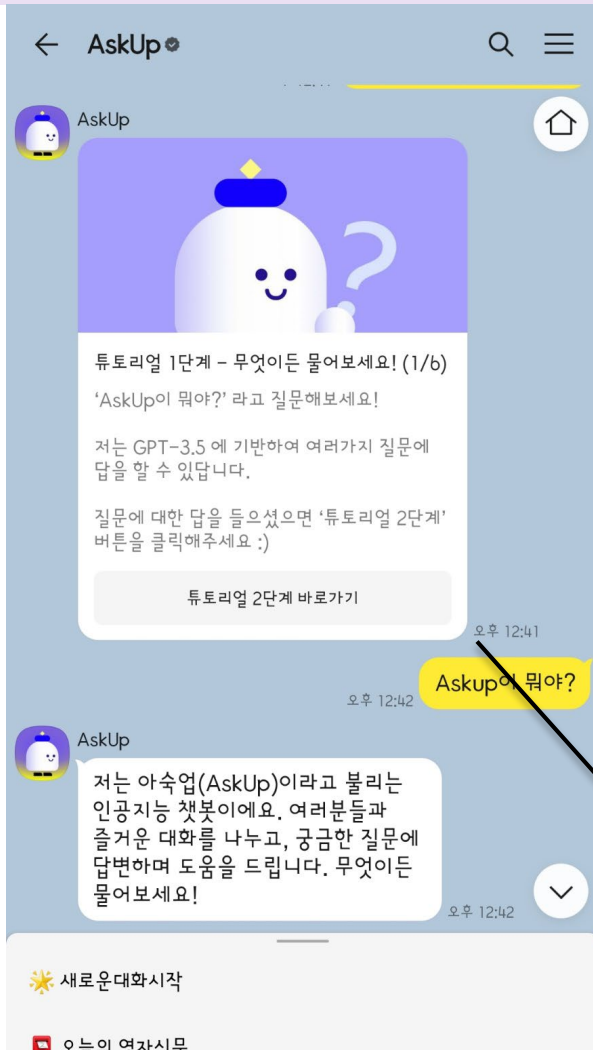 AskUp
AskUp
튜토리얼 1단계 - 무엇이든 물어보세요! (1/6)
'AskUp이 뭐야?' 라고 질문해보세요!
저는 GPT-3.5 에 기반하여 여러가지 질문에
답을 할 수 있답니다.
질문에 대한 답을 들으셨으면 '튜토리얼 2단계'
버튼을 클릭해주세요 :)
튜토리얼 2단계 바로가기
오후 12:41
Askup이 뭐야?
오후 12:42
AskUp
저는 아숙업(AskUp)이라고 불리는
인공지능 챗봇이에요. 여러분들과
즐거운 대화를 나누고, 궁금한 질문에
답변하며 도움을 드립니다. 무엇이든
물어보세요!
오후 12:42
새로운대화시작
오늘의